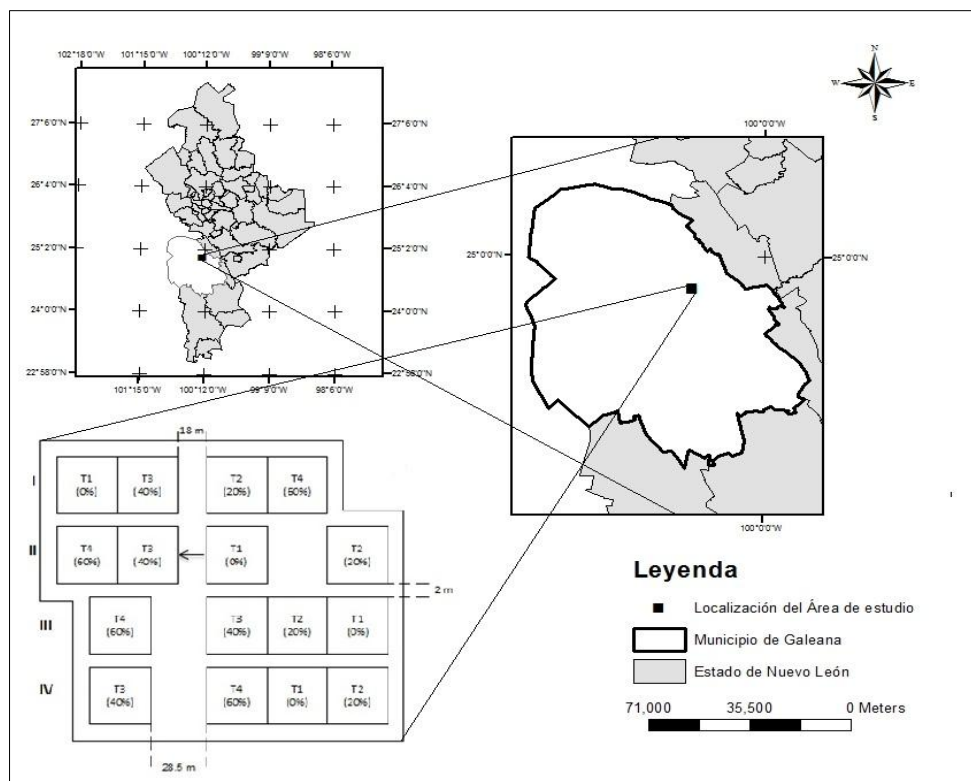 102°18'0"W 101°15'0"W 100°12'0"W 99°9'0"W 98°6'0"W
27°6'0"N 27°6'0"N
26°4'0"N 26°4'0"N
25°2'0"N 25°2'0"N
24°0'0"N 24°0'0"N
22°58'0"N 22°58'0"N
101°15'0"W 100°12'0"W 99°9'0"W 98°6'0"W
N
W E
S
100°0'0"W
25°0'0"N 25°0'0"N
100°0'0"W
18 m
I
T1
(0%)
T3
(40%)
T2
(20%)
T4
(60%)
II
T4
(60%)
T3
(40%)
T1
(0%)
T2
(20%)
2 m
III
T4
(60%)
T3
(40%)
T2
(20%)
T1
(0%)
IV
T3
(40%)
T4
(60%)
T1
(0%)
T2
(20%)
28.5 m
Leyenda
Localización del Área de estudio
Municipio de Galeana
Estado de Nuevo León
71,000 35,500 0 Meters